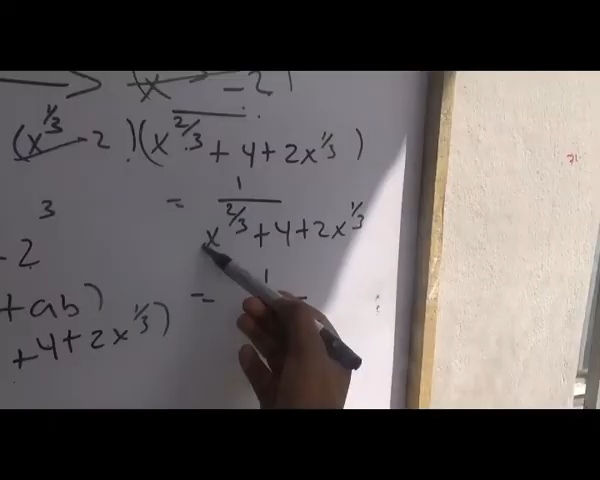 (x - 2)
(x^{1/3} - 2)(x^{2/3} + 4 + 2x^{1/3})
3
= 1 / (x^{2/3} + 4 + 2x^{1/3})
- 2
+ ab)
= 1
+ 4 + 2x^{1/3})